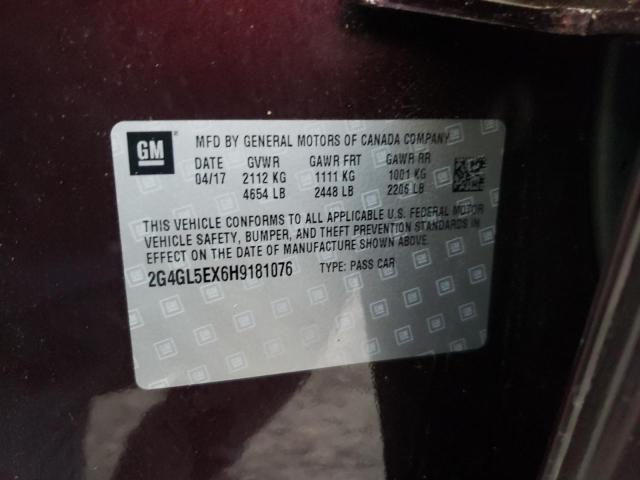 GM
MFD BY GENERAL MOTORS OF CANADA COMPANY
DATE GVWR GAWR FRT GAWR RR
04/17 2112 KG 1111 KG 1001 KG
4654 LB 2448 LB 2206 LB
THIS VEHICLE CONFORMS TO ALL APPLICABLE U.S. FEDERAL MOTOR
VEHICLE SAFETY, BUMPER, AND THEFT PREVENTION STANDARDS IN
EFFECT ON THE DATE OF MANUFACTURE SHOWN ABOVE.
2G4GL5EX6H9181076 TYPE: PASS CAR